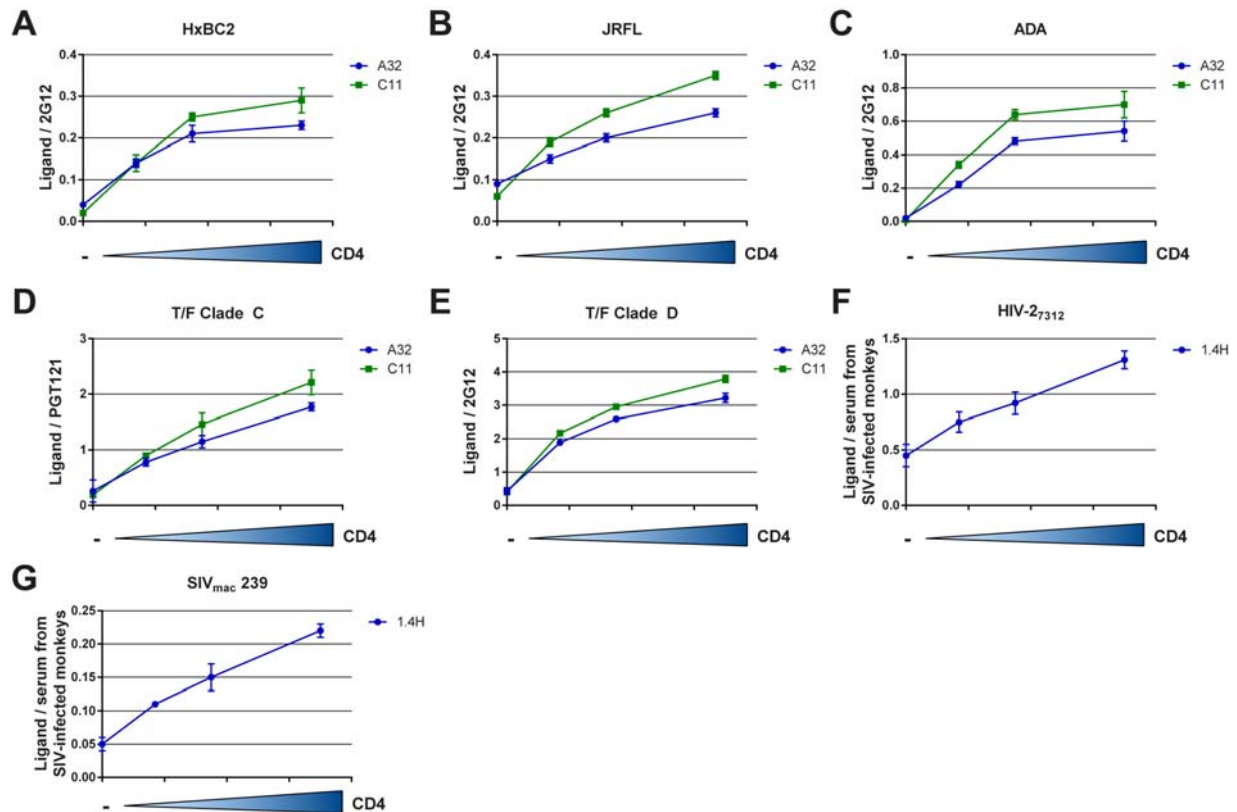 A
HxBC2
Ligand / 2G12
0.4
0.3
0.2
0.1
0.0
A32
C11
-
CD4
B
JRFL
Ligand / 2G12
0.4
0.3
0.2
0.1
0.0
A32
C11
-
CD4
C
ADA
Ligand / 2G12
1.0
0.8
0.6
0.4
0.2
0.0
A32
C11
-
CD4
D
T/F Clade C
Ligand / PGT121
3
2
1
0
A32
C11
-
CD4
E
T/F Clade D
Ligand / 2G12
5
4
3
2
1
0
A32
C11
-
CD4
F
HIV-2₇₃₁₂
Ligand / serum from
SIV-infected monkeys
1.5
1.0
0.5
0.0
1.4H
-
CD4
G
SIVmac 239
Ligand / serum from
SIV-infected monkeys
0.25
0.20
0.15
0.10
0.05
0.00
1.4H
-
CD4